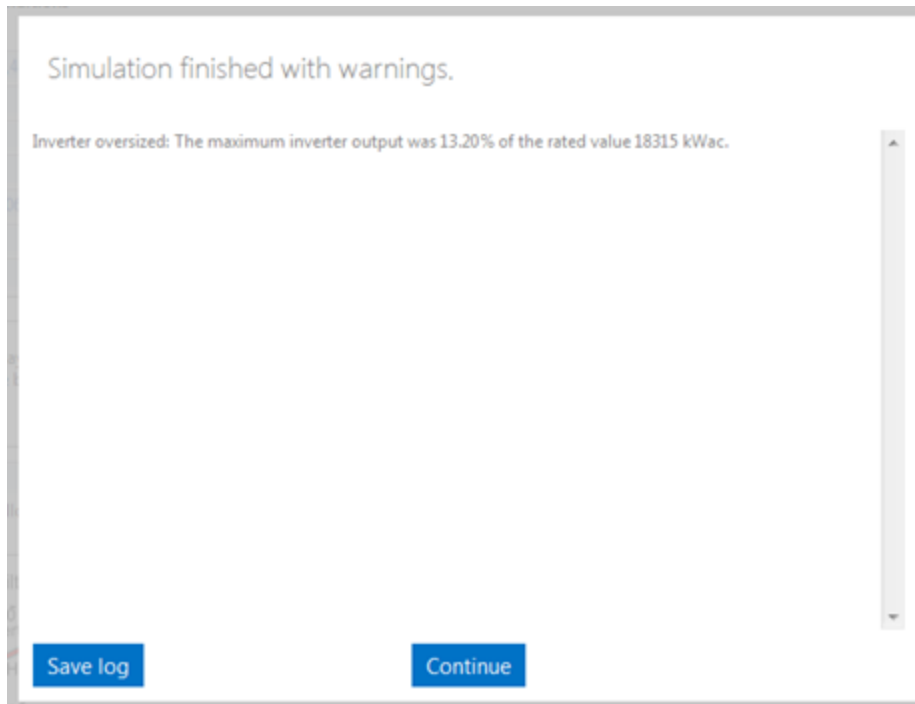 Simulation finished with warnings.
Inverter oversized: The maximum inverter output was 13.20% of the rated value 18315 kWac.
Save log
Continue